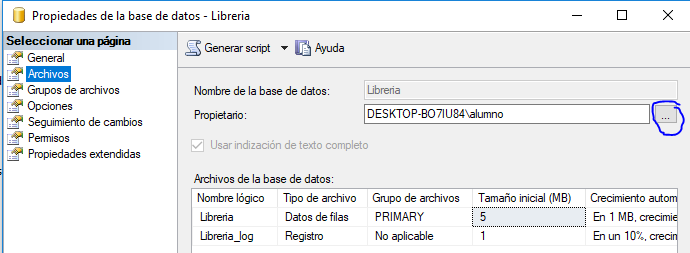 Propiedades de la base de datos - Libreria
Seleccionar una página
General
Archivos
Grupos de archivos
Opciones
Seguimiento de cambios
Permisos
Propiedades extendidas
Generar script
Ayuda
Nombre de la base de datos: Libreria
Propietario: DESKTOP-BO7IU84\alumno ...
Usar indización de texto completo
Archivos de la base de datos:
Nombre lógico Tipo de archivo Grupo de archivos Tamaño inicial (MB) Crecimiento autom
Libreria Datos de filas PRIMARY 5 En 1 MB, crecimie
Libreria_log Registro No aplicable 1 En un 10%, crecim